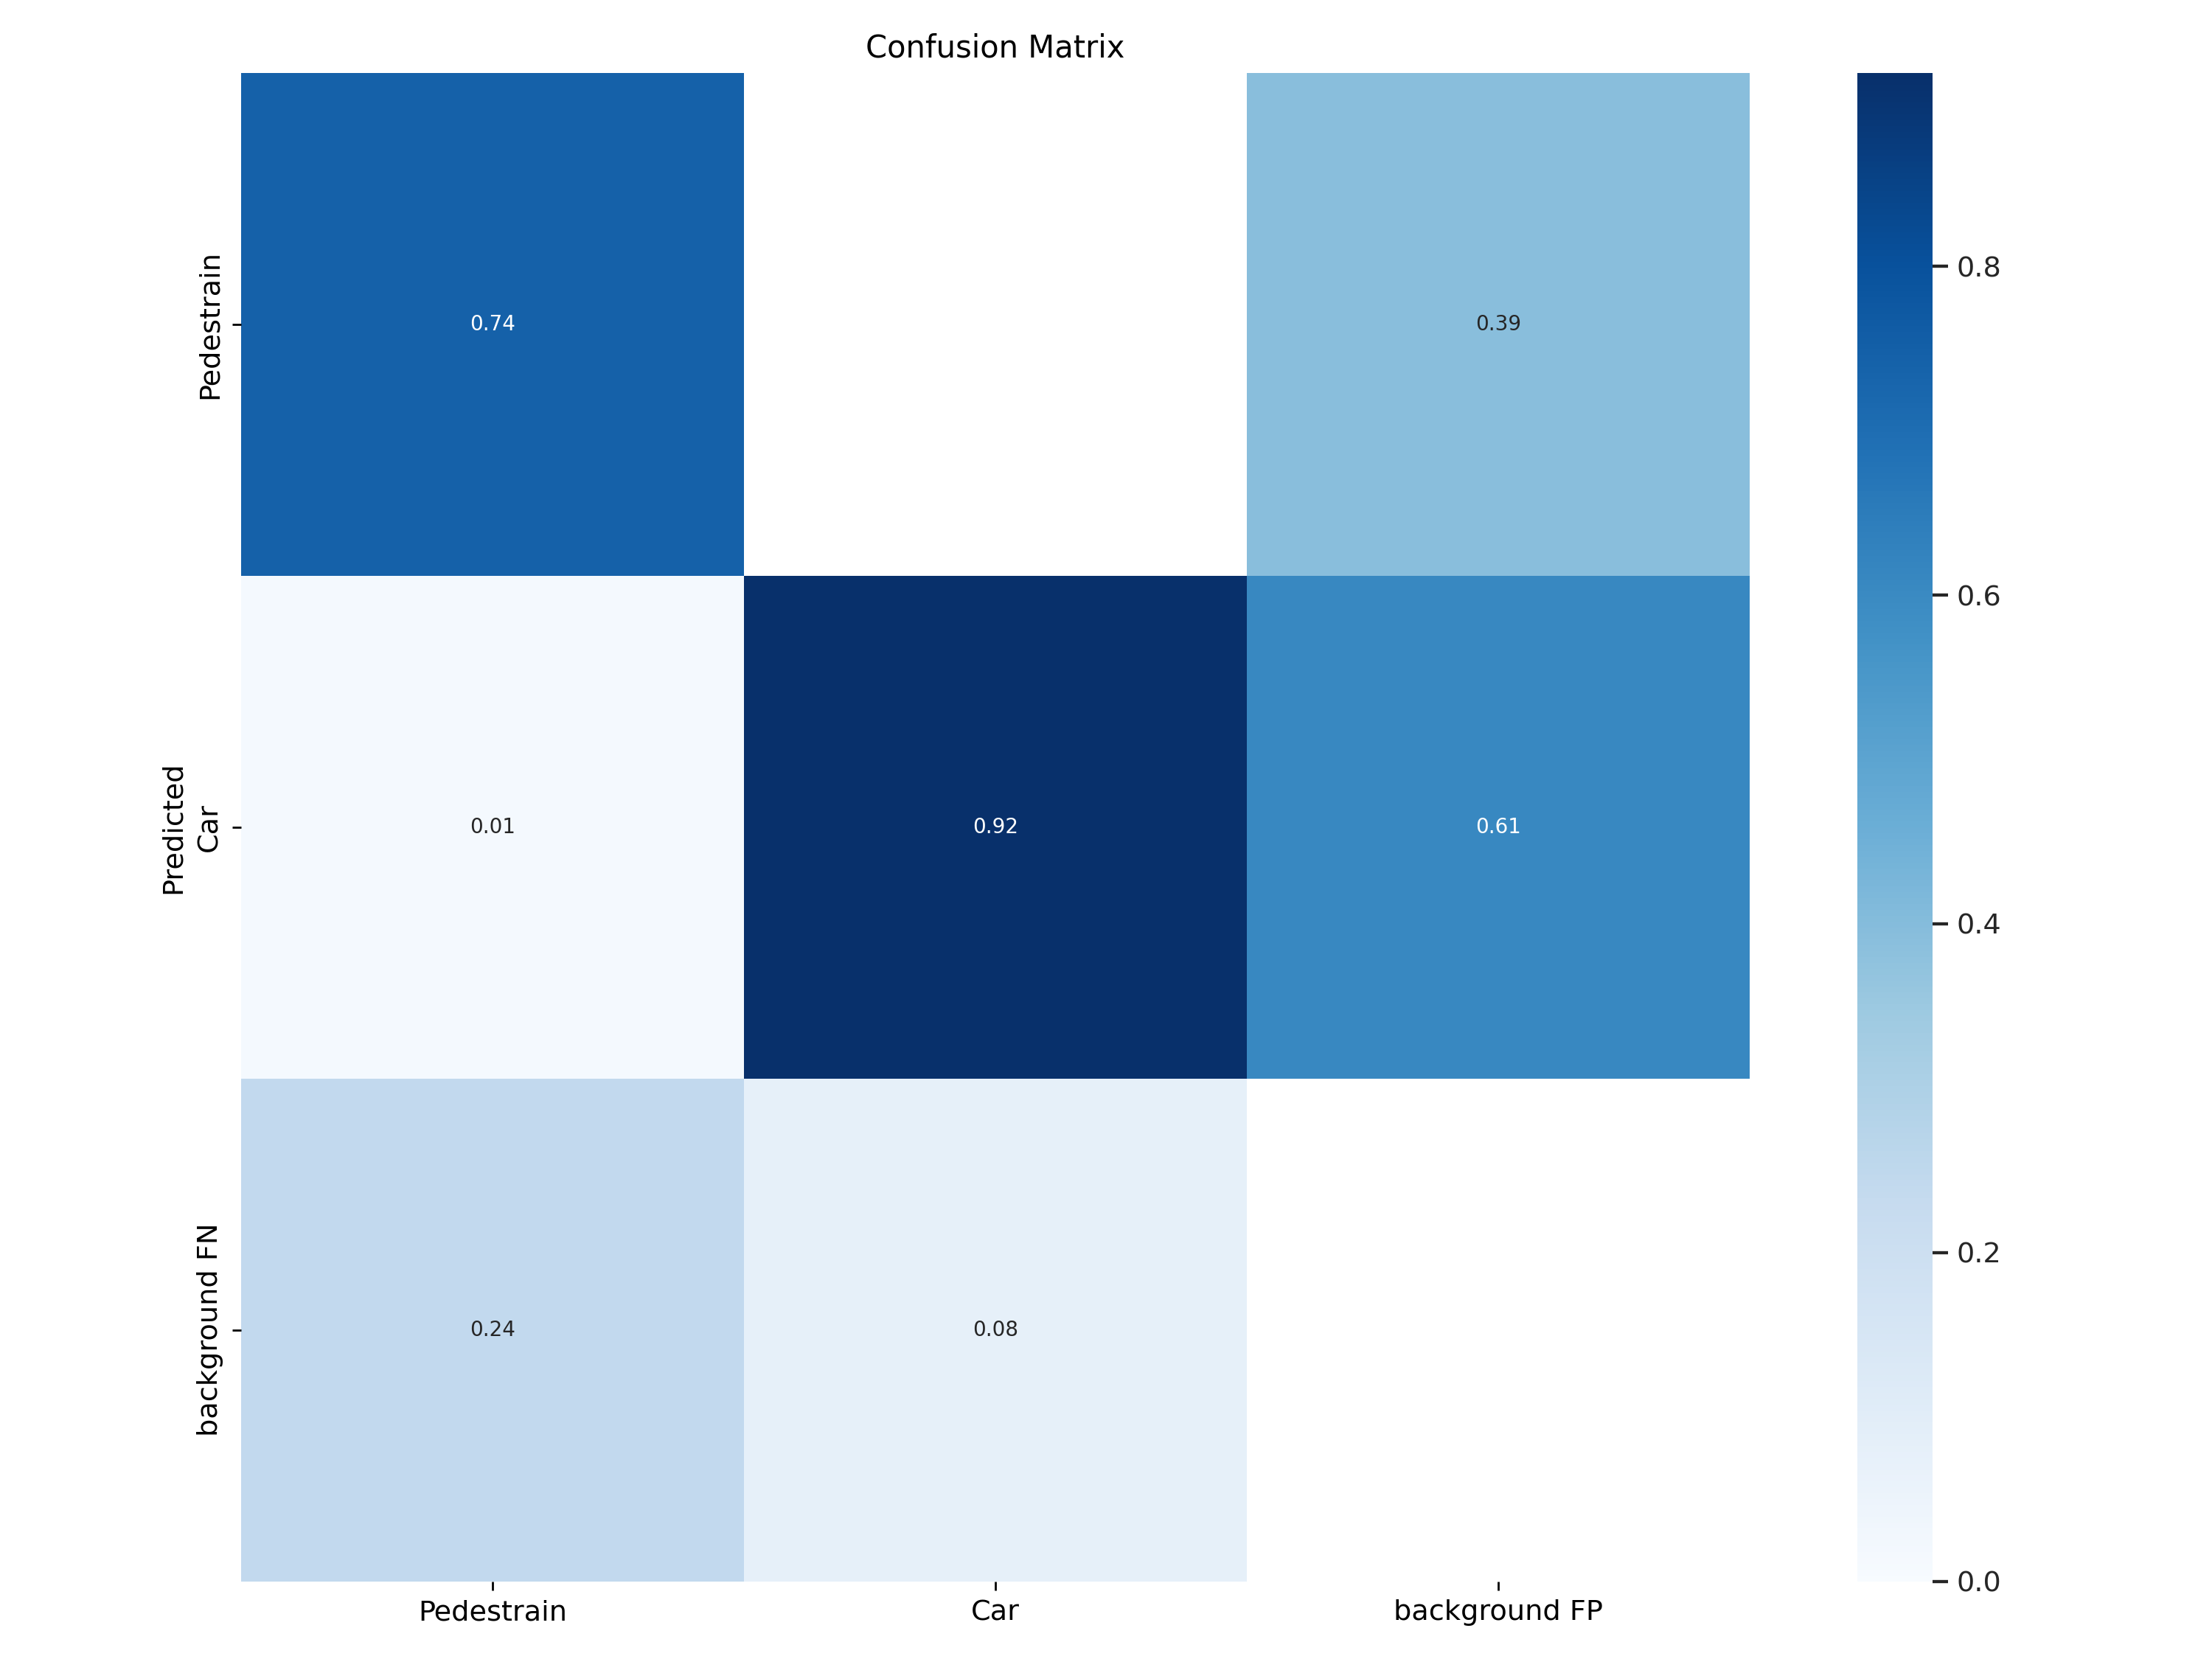 Confusion Matrix
Pedestrain
0.74
0.39
Predicted
Car
0.01
0.92
0.61
background FN
0.24
0.08
Pedestrain
Car
background FP
0.8
0.6
0.4
0.2
0.0